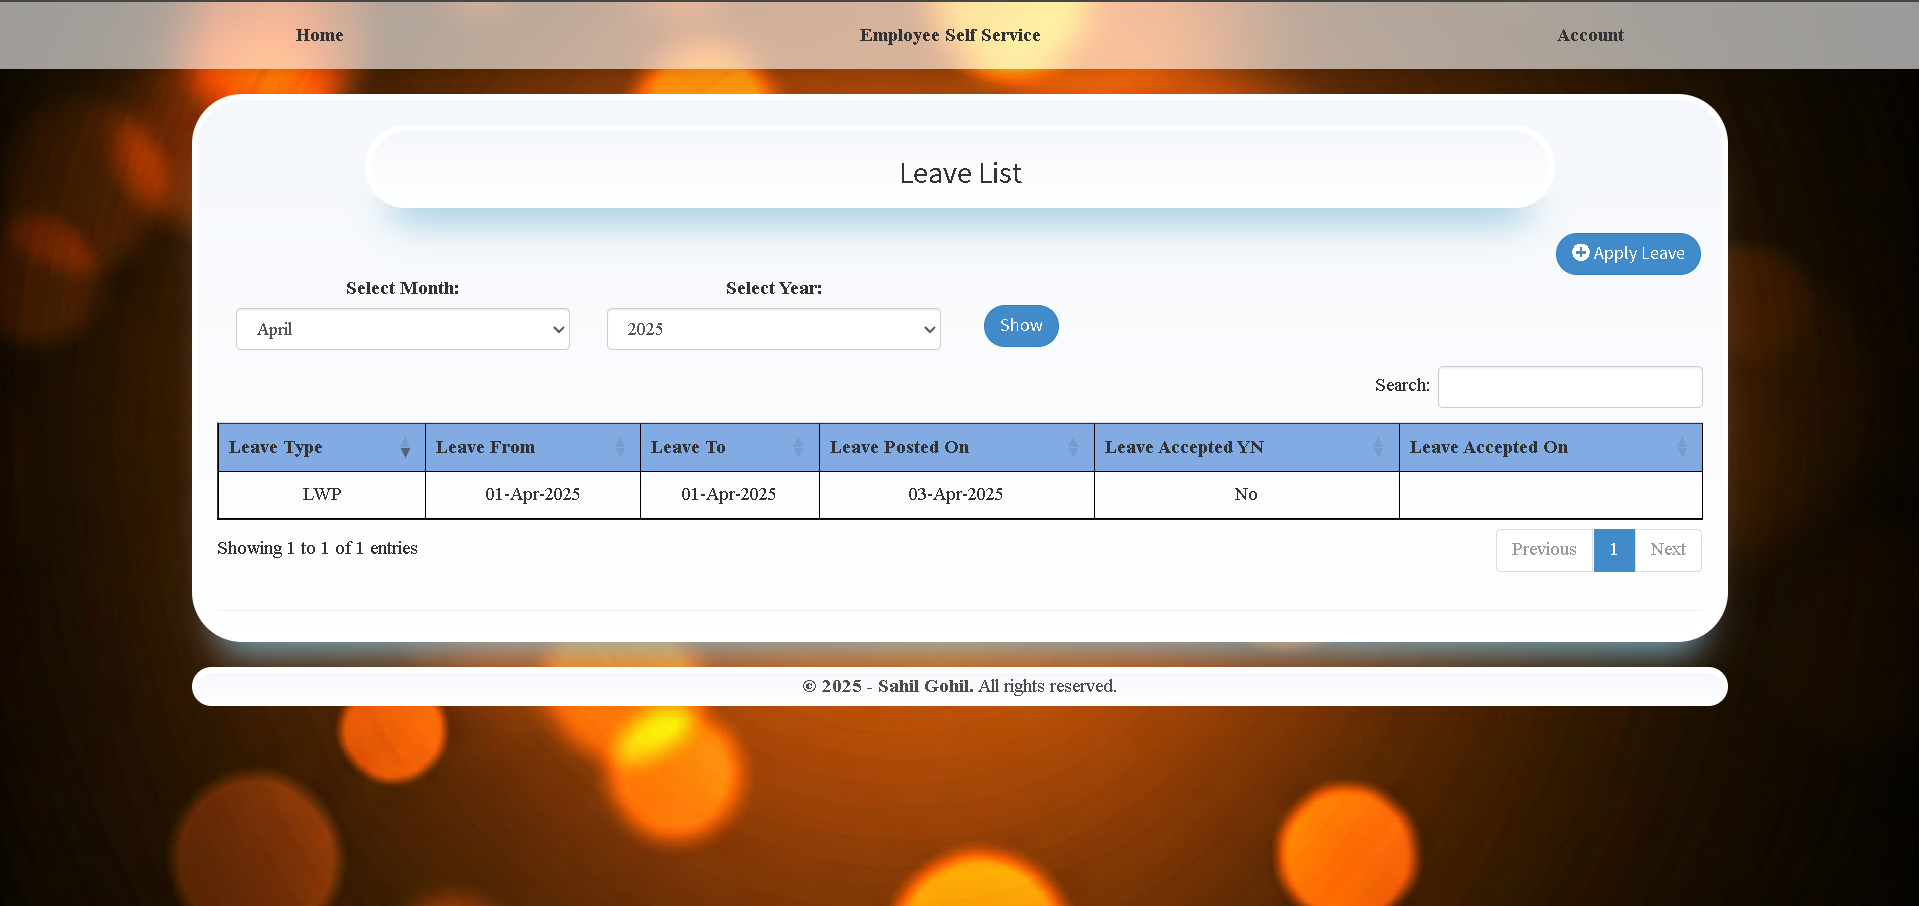 Home Employee Self Service Account
Leave List
Apply Leave
Select Month: Select Year:
April 2025 Show
Search:
Leave Type Leave From Leave To Leave Posted On Leave Accepted YN Leave Accepted On
LWP 01-Apr-2025 01-Apr-2025 03-Apr-2025 No
Showing 1 to 1 of 1 entries Previous 1 Next
© 2025 - Sahil Gohil. All rights reserved.